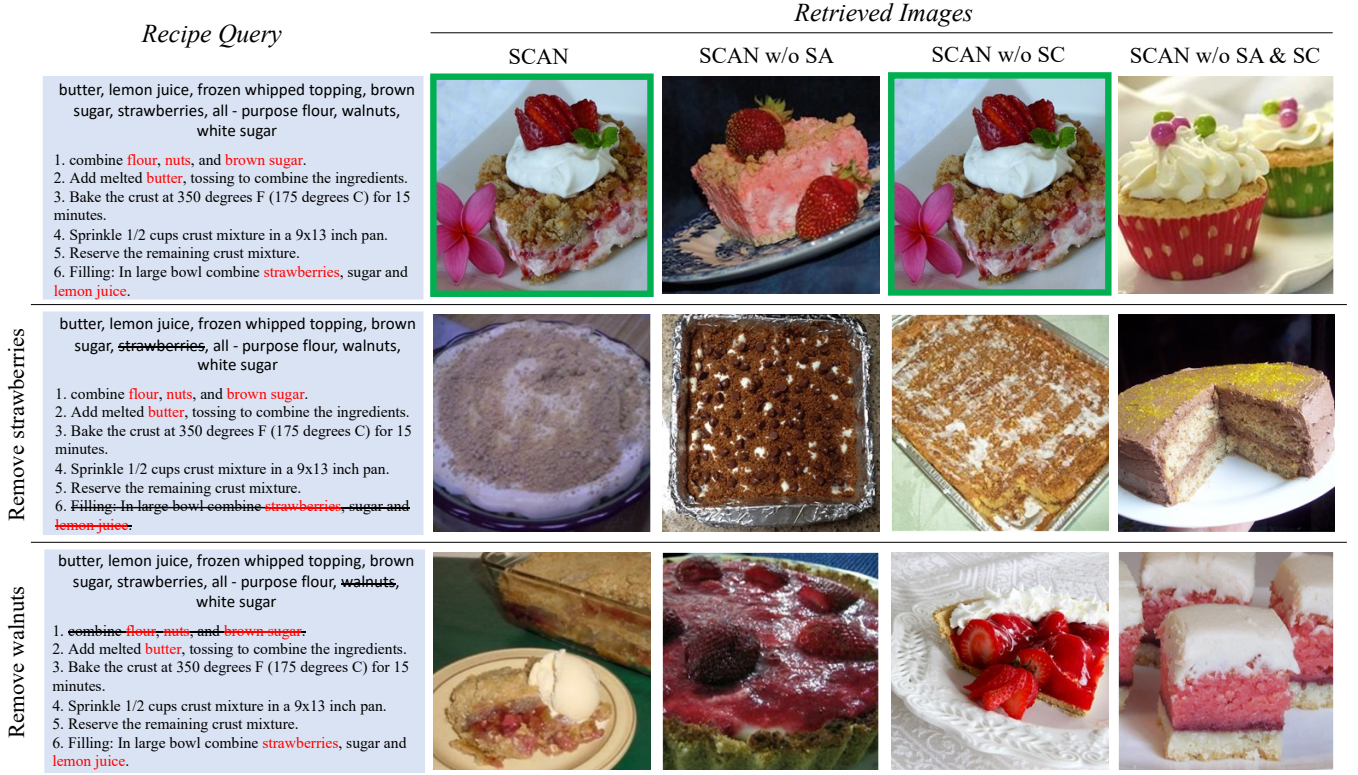 Recipe Query
Retrieved Images
SCAN
SCAN w/o SA
SCAN w/o SC
SCAN w/o SA & SC
butter, lemon juice, frozen whipped topping, brown
sugar, strawberries, all - purpose flour, walnuts,
white sugar
1. combine flour, nuts, and brown sugar.
2. Add melted butter, tossing to combine the ingredients.
3. Bake the crust at 350 degrees F (175 degrees C) for 15
minutes.
4. Sprinkle 1/2 cups crust mixture in a 9x13 inch pan.
5. Reserve the remaining crust mixture.
6. Filling: In large bowl combine strawberries, sugar and
lemon juice.
Remove strawberries
butter, lemon juice, frozen whipped topping, brown
sugar, strawberries, all - purpose flour, walnuts,
white sugar
1. combine flour, nuts, and brown sugar.
2. Add melted butter, tossing to combine the ingredients.
3. Bake the crust at 350 degrees F (175 degrees C) for 15
minutes.
4. Sprinkle 1/2 cups crust mixture in a 9x13 inch pan.
5. Reserve the remaining crust mixture.
6. Filling: In large bowl combine strawberries, sugar and
lemon juice.
Remove walnuts
butter, lemon juice, frozen whipped topping, brown
sugar, strawberries, all - purpose flour, walnuts,
white sugar
1. combine flour, nuts, and brown sugar.
2. Add melted butter, tossing to combine the ingredients.
3. Bake the crust at 350 degrees F (175 degrees C) for 15
minutes.
4. Sprinkle 1/2 cups crust mixture in a 9x13 inch pan.
5. Reserve the remaining crust mixture.
6. Filling: In large bowl combine strawberries, sugar and
lemon juice.